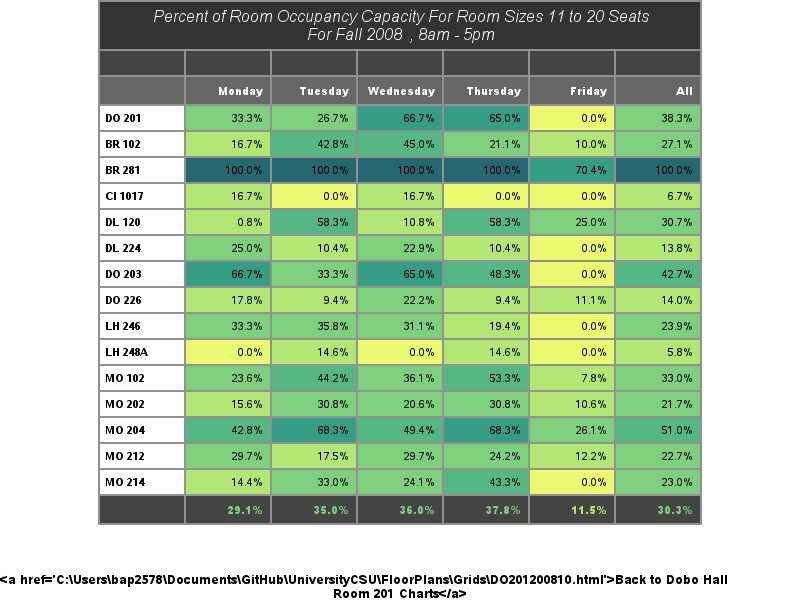 Percent of Room Occupancy Capacity For Room Sizes 11 to 20 Seats
For Fall 2008 , 8am - 5pm
Monday Tuesday Wednesday Thursday Friday All
DO 201 33.3% 26.7% 66.7% 65.0% 0.0% 38.3%
BR 102 16.7% 42.8% 45.0% 21.1% 10.0% 27.1%
BR 281 100.0% 100.0% 100.0% 100.0% 70.4% 100.0%
CI 1017 16.7% 0.0% 16.7% 0.0% 0.0% 6.7%
DL 120 0.8% 58.3% 10.8% 58.3% 25.0% 30.7%
DL 224 25.0% 10.4% 22.9% 10.4% 0.0% 13.8%
DO 203 66.7% 33.3% 65.0% 48.3% 0.0% 42.7%
DO 226 17.8% 9.4% 22.2% 9.4% 11.1% 14.0%
LH 246 33.3% 35.8% 31.1% 19.4% 0.0% 23.9%
LH 248A 0.0% 14.6% 0.0% 14.6% 0.0% 5.8%
MO 102 23.6% 44.2% 36.1% 53.3% 7.8% 33.0%
MO 202 15.6% 30.8% 20.6% 30.8% 10.6% 21.7%
MO 204 42.8% 68.3% 49.4% 68.3% 26.1% 51.0%
MO 212 29.7% 17.5% 29.7% 24.2% 12.2% 22.7%
MO 214 14.4% 33.0% 24.1% 43.3% 0.0% 23.0%
29.1% 35.0% 36.0% 37.8% 11.5% 30.3%
<a href='C:\Users\bap2578\Documents\GitHub\UniversityCSU\FloorPlans\Grids\DO201200810.html'>Back to Dobo Hall
Room 201 Charts</a>